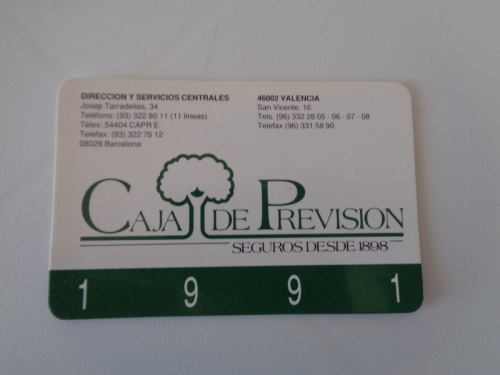 DIRECCION Y SERVICIOS CENTRALES
Josep Tarradellas, 34
Teléfono: (93) 322 80 11 (11 líneas)
Télex: 54404 CAPR E
Telefax: (93) 322 76 12
08029 Barcelona
46002 VALENCIA
San Vicente, 16
Tels. (96) 332 28 05 - 06 - 07 - 08
Telefax (96) 331 58 90
CAJA DE PREVISION
SEGUROS DESDE 1898
1 9 9 1